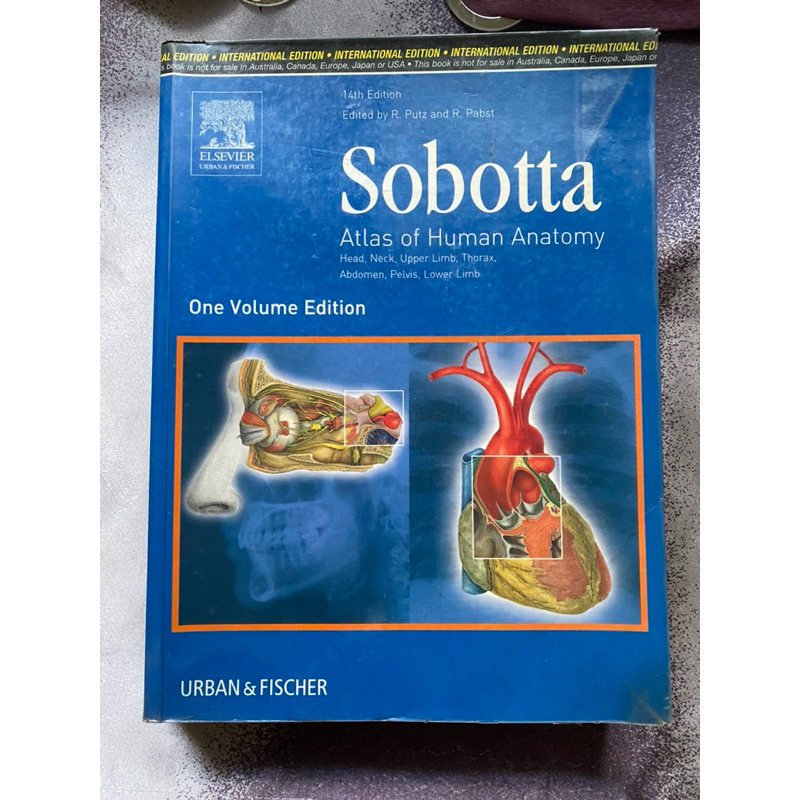 AL EDITION • INTERNATIONAL EDITION • INTERNATIONAL EDITION • INTERNATIONAL EDITION • INTERNATIONAL EDI
s book is not for sale in Australia, Canada, Europe, Japan or USA • This book is not for sale in Australia, Canada, Europe, Japan or
14th Edition
Edited by R. Putz and R. Pabst
ELSEVIER
URBAN & FISCHER
Sobotta
Atlas of Human Anatomy
Head, Neck, Upper Limb, Thorax,
Abdomen, Pelvis, Lower Limb
One Volume Edition
URBAN & FISCHER